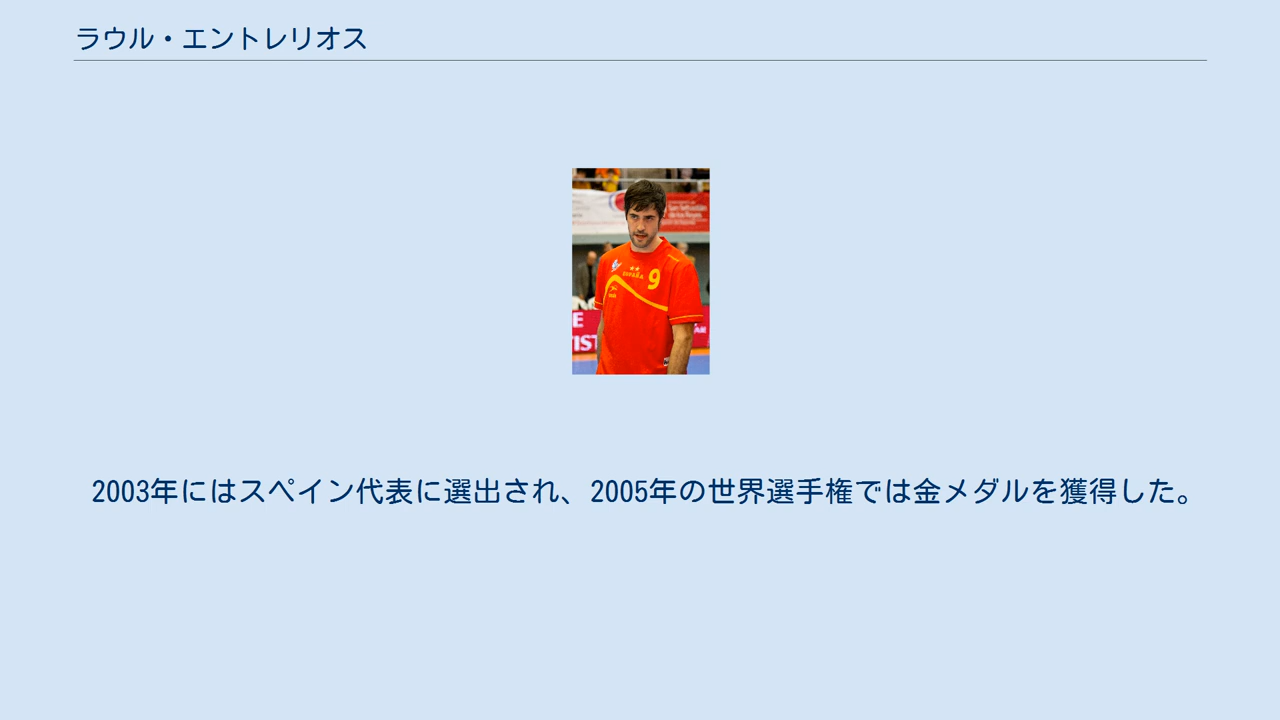 ラウル・エントレリオス
ESPAÑA
9
2003年にはスペイン代表に選出され、2005年の世界選手権では金メダルを獲得した。